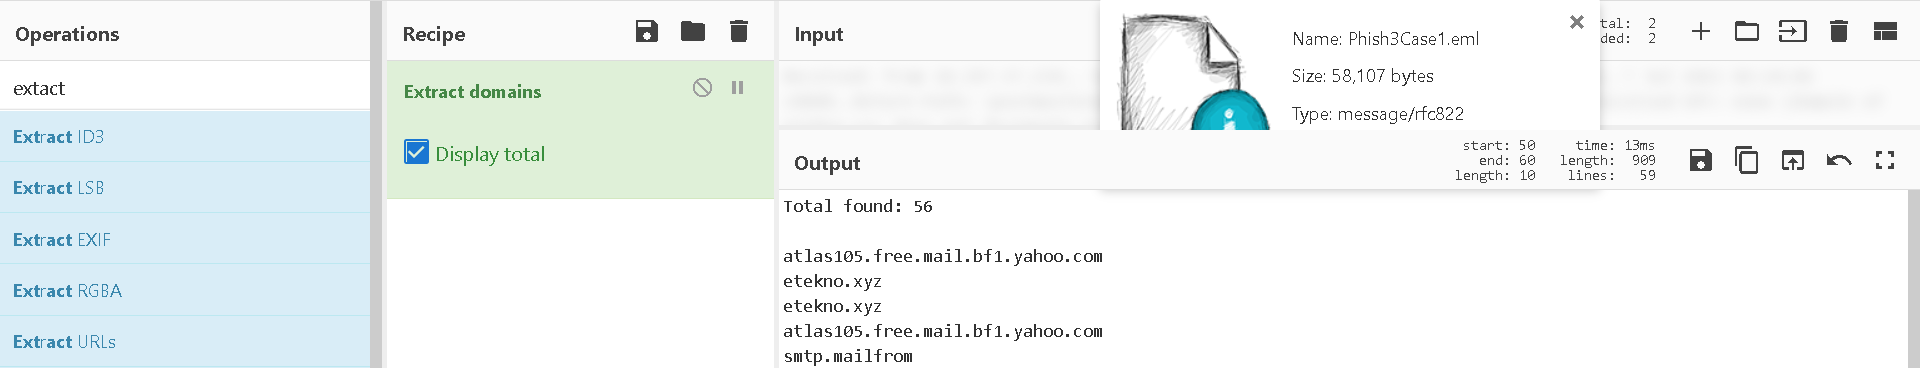 Operations
extact
Extract ID3
Extract LSB
Extract EXIF
Extract RGBA
Extract URLs
Recipe
Extract domains
Display total
Input
tal: 2
ded: 2
Name: Phish3Case1.eml
Size: 58,107 bytes
Type: message/rfc822
Output
start: 50 time: 13ms
end: 60 length: 909
length: 10 lines: 59
Total found: 56
atlas105.free.mail.bf1.yahoo.com
etekno.xyz
etekno.xyz
atlas105.free.mail.bf1.yahoo.com
smtp.mailfrom